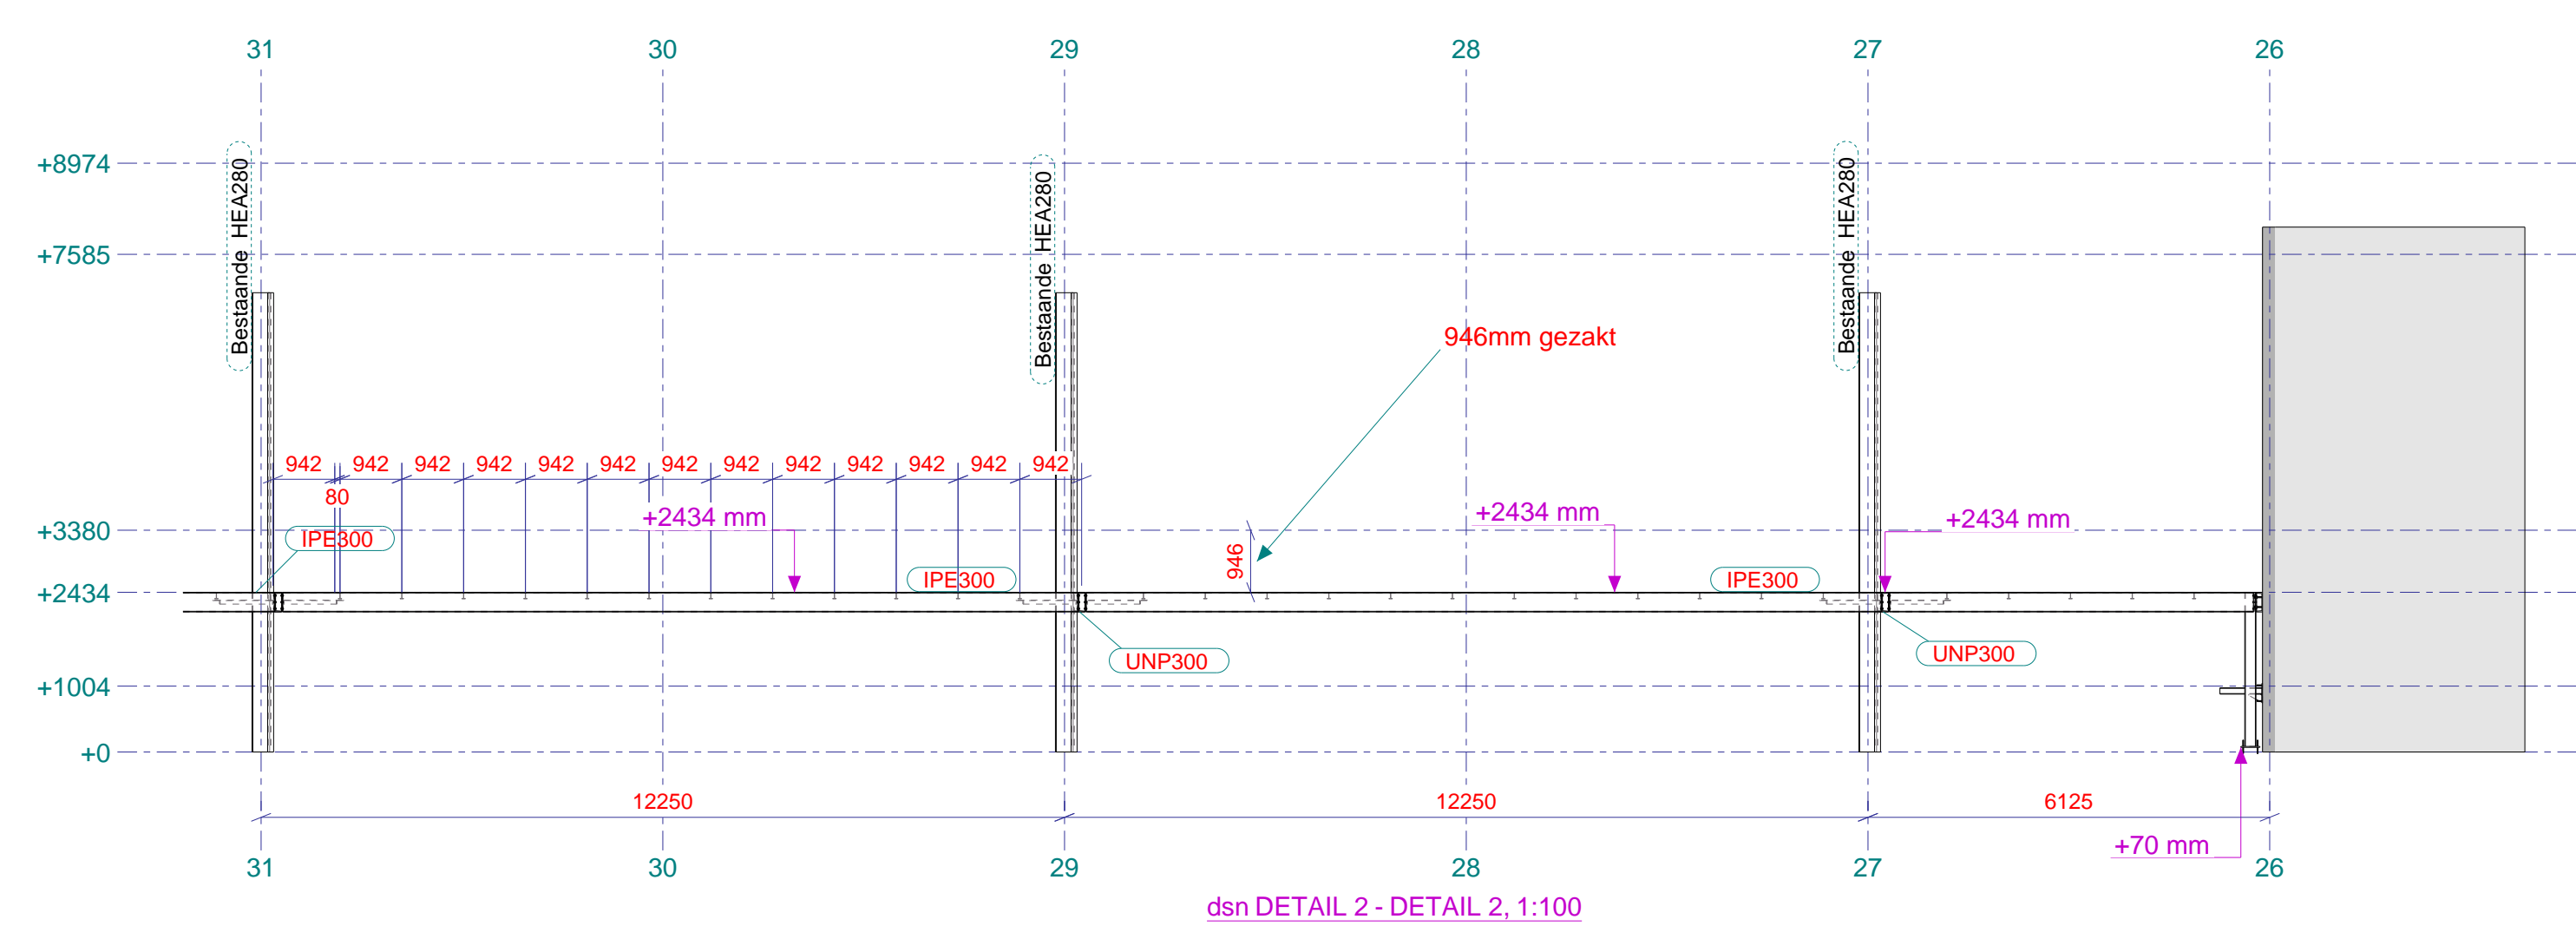 31 30 29 28 27 26
+8974
Bestaande HEA280
Bestaande HEA280
Bestaande HEA280
+7585
946mm gezakt
942 942 942 942 942 942 942 942 942 942 942 942 942
80
+2434 mm
+2434 mm
+2434 mm
+3380
IPE300
946
IPE300
IPE300
+2434
UNP300
UNP300
+1004
+0
12250 12250 6125
+70 mm
31 30 29 28 27 26
dsn DETAIL 2 - DETAIL 2, 1:100